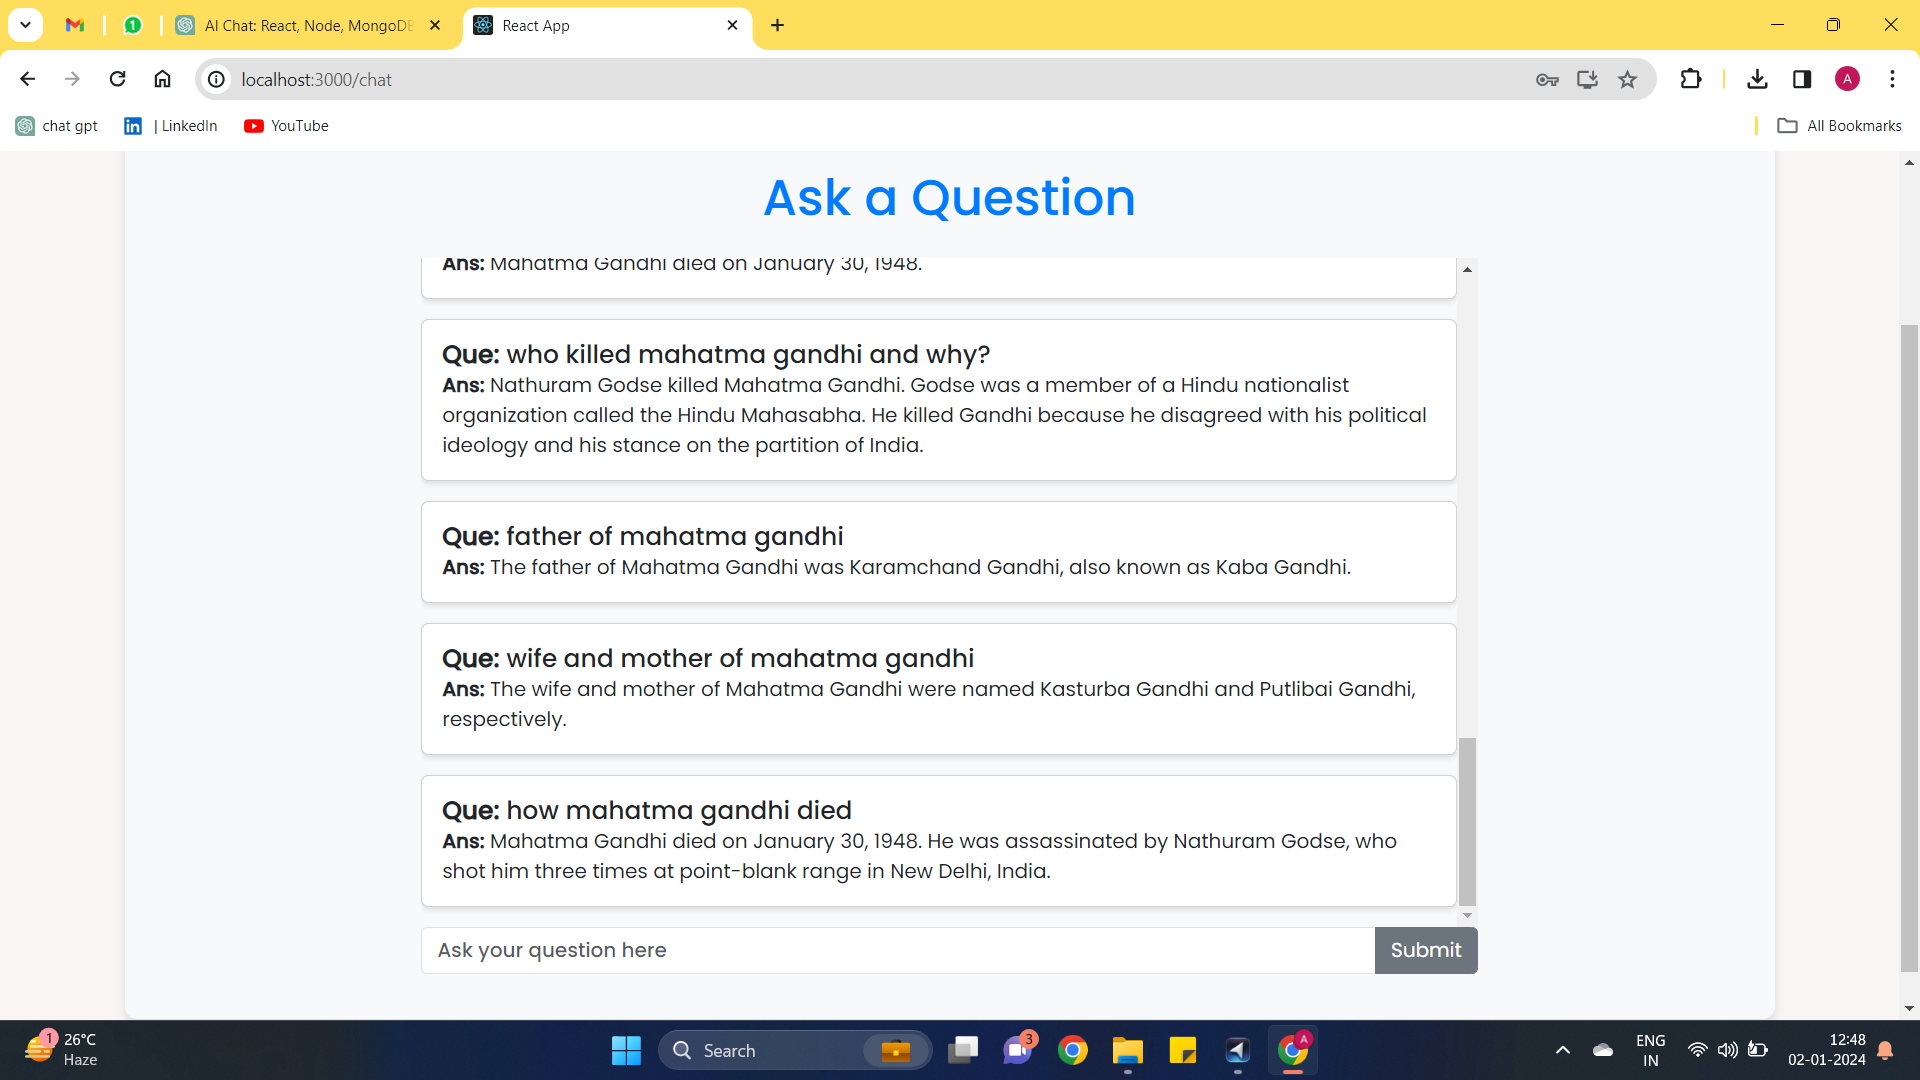 1
AI Chat: React, Node, MongoDB
React App
localhost:3000/chat
A
chat gpt
in | LinkedIn
YouTube
All Bookmarks
Ask a Question
Ans: Mahatma Gandhi died on January 30, 1948.
Que: who killed mahatma gandhi and why?
Ans: Nathuram Godse killed Mahatma Gandhi. Godse was a member of a Hindu nationalist
organization called the Hindu Mahasabha. He killed Gandhi because he disagreed with his political
ideology and his stance on the partition of India.
Que: father of mahatma gandhi
Ans: The father of Mahatma Gandhi was Karamchand Gandhi, also known as Kaba Gandhi.
Que: wife and mother of mahatma gandhi
Ans: The wife and mother of Mahatma Gandhi were named Kasturba Gandhi and Putlibai Gandhi,
respectively.
Que: how mahatma gandhi died
Ans: Mahatma Gandhi died on January 30, 1948. He was assassinated by Nathuram Godse, who
shot him three times at point-blank range in New Delhi, India.
Ask your question here
Submit
1
26°C
Haze
Search
3
A
ENG
IN
12:48
02-01-2024